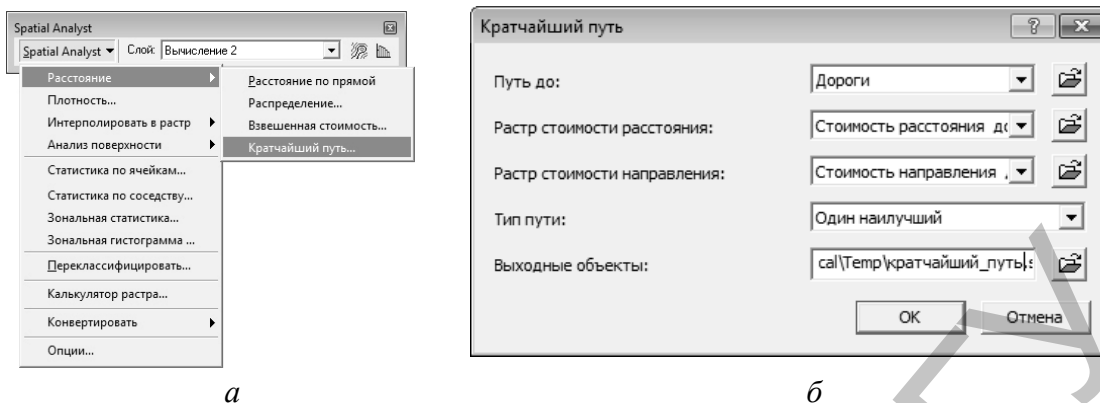 Spatial Analyst
Spatial Analyst Слой: Вычисление 2
Расстояние
Плотность...
Интерполировать в растр
Анализ поверхности
Статистика по ячейкам...
Статистика по соседству...
Зональная статистика...
Зональная гистограмма ...
Переклассифицировать...
Калькулятор растра...
Конвертировать
Опции...
Расстояние по прямой
Распределение...
Взвешенная стоимость...
Кратчайший путь...
а
Кратчайший путь
Путь до: Дороги
Растр стоимости расстояния: Стоимость расстояния до
Растр стоимости направления: Стоимость направления
Тип пути: Один наилучший
Выходные объекты: cal\Temp\кратчайший_путь.s
OK Отмена
б